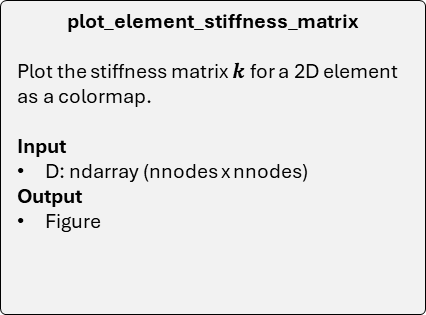 plot_element_stiffness_matrix
Plot the stiffness matrix k for a 2D element
as a colormap.
Input
• D: ndarray (nnodes x nnodes)
Output
• Figure